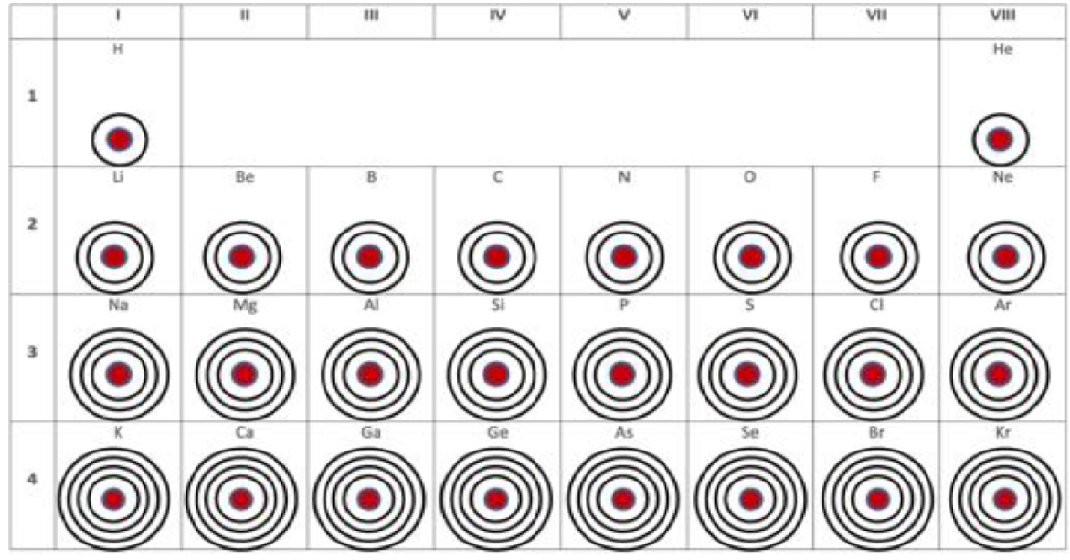 I II III IV V VI VII VIII
H He
1
Li Be B C N O F Ne
2
Na Mg Al Si P S Cl Ar
3
K Ca Ga Ge As Se Br Kr
4